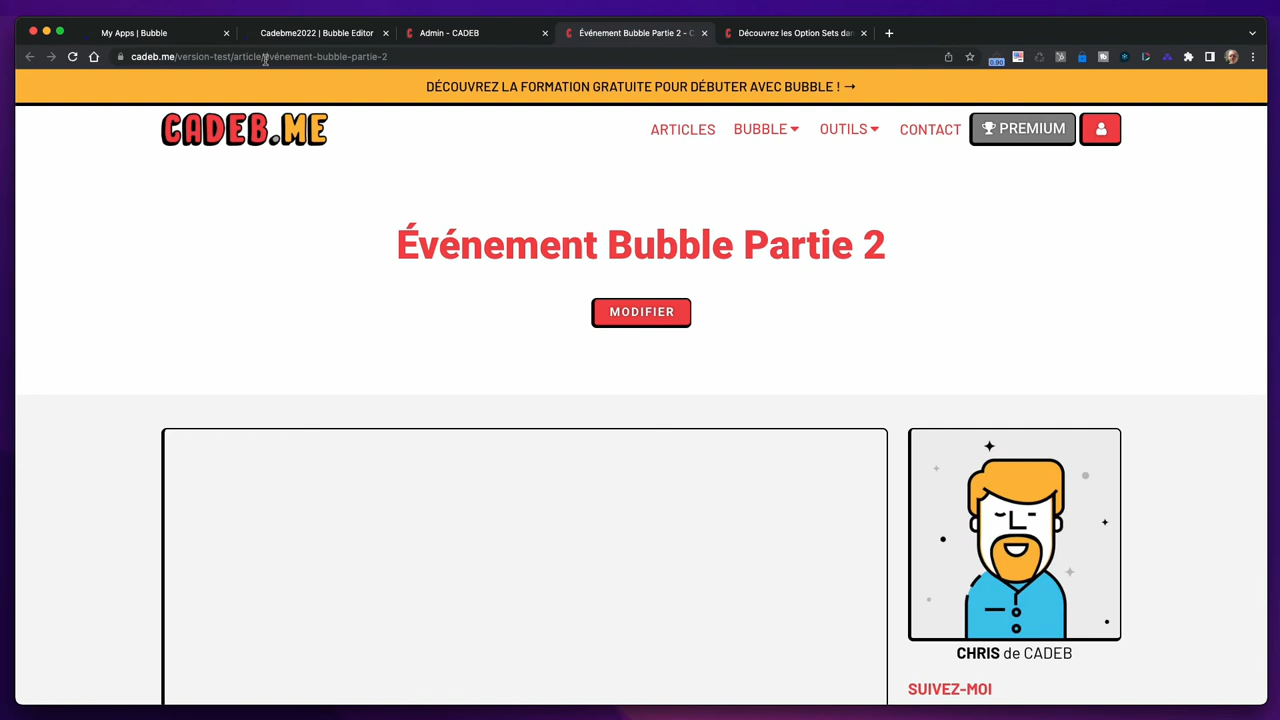 My Apps | Bubble
Cadebme2022 | Bubble Editor
Admin - CADEB
Événement Bubble Partie 2 - C
Découvrez les Option Sets dan
cadeb.me/version-test/article/événement-bubble-partie-2
0.90
DÉCOUVREZ LA FORMATION GRATUITE POUR DÉBUTER AVEC BUBBLE ! →
CADEB.ME
ARTICLES
BUBBLE
OUTILS
CONTACT
PREMIUM
Événement Bubble Partie 2
MODIFIER
CHRIS de CADEB
SUIVEZ-MOI